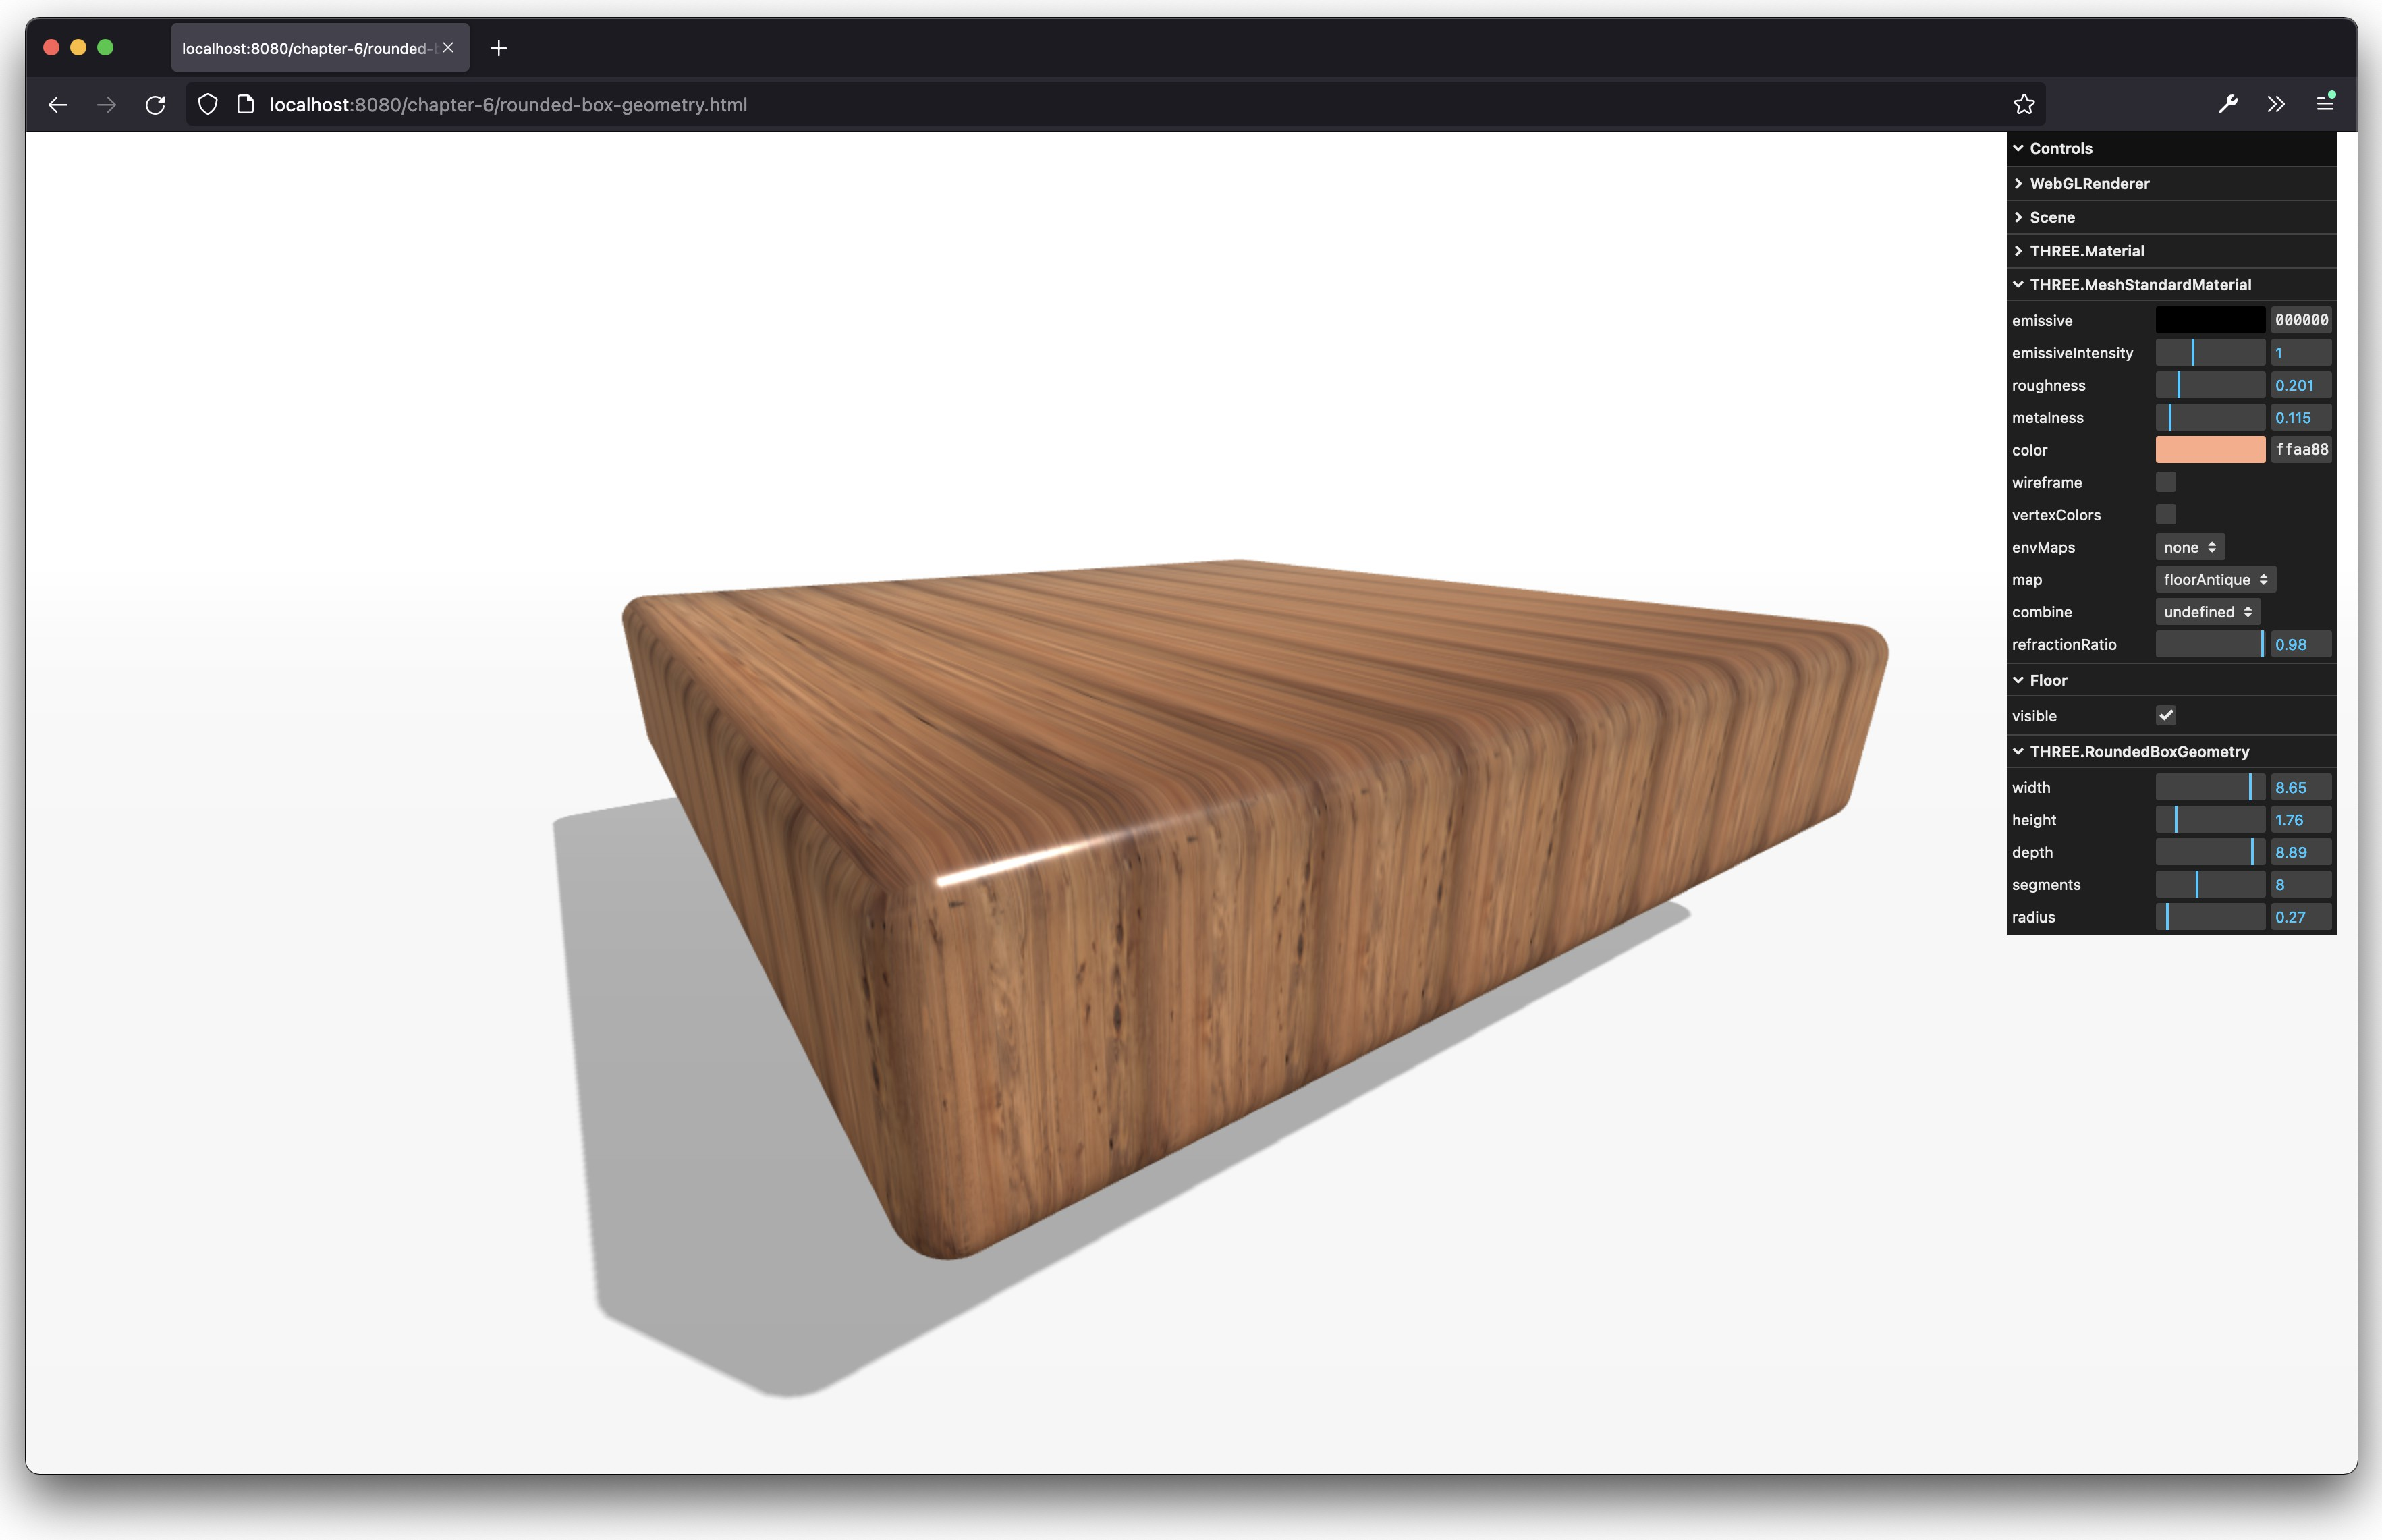 localhost:8080/chapter-6/rounded-
localhost:8080/chapter-6/rounded-box-geometry.html
Controls
WebGLRenderer
Scene
THREE.Material
THREE.MeshStandardMaterial
emissive 000000
emissiveIntensity 1
roughness 0.201
metalness 0.115
color ffaa88
wireframe
vertexColors
envMaps none
map floorAntique
combine undefined
refractionRatio 0.98
Floor
visible
THREE.RoundedBoxGeometry
width 8.65
height 1.76
depth 8.89
segments 8
radius 0.27